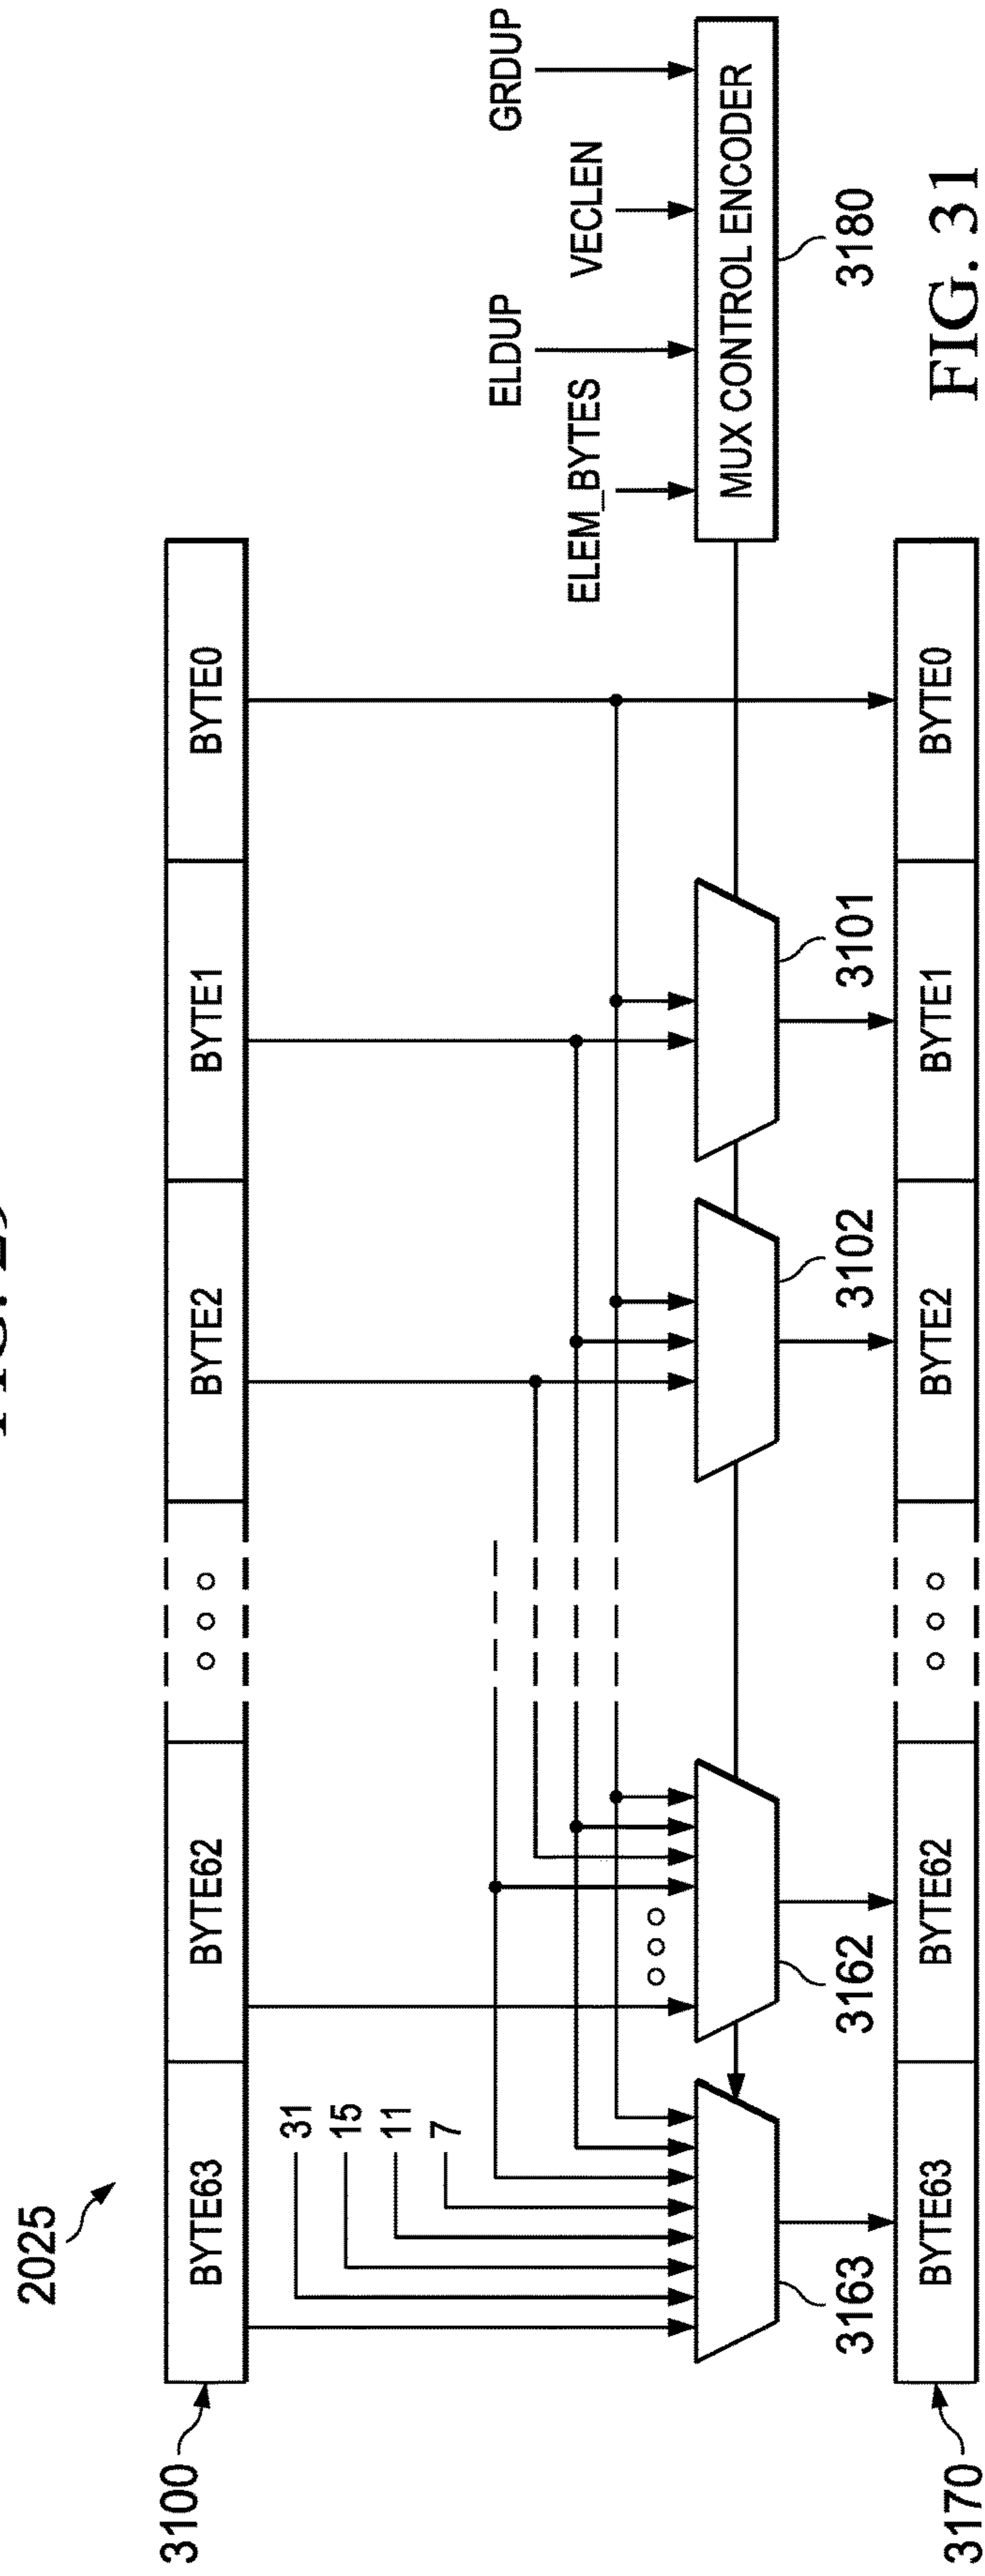 2025
3100
BYTE63
BYTE62
BYTE2
BYTE1
BYTE0
31
15
11
7
ELDUP
GRDUP
ELEM_BYTES
VECLEN
MUX CONTROL ENCODER
3163
3162
3102
3101
3180
3170
BYTE63
BYTE62
BYTE2
BYTE1
BYTE0
FIG. 31